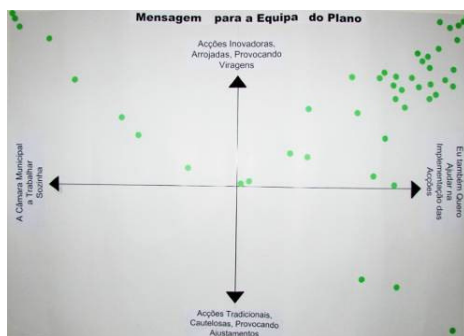 Mensagem para a Equipa do Plano
Acções Inovadoras,
Arrojadas, Provocando
Viragens
A Câmara Municipal
a Trabalhar
Sozinha
Eu também Quero
Ajudar na
Implementação das
Acções
Acções Tradicionais,
Cautelosas, Provocando
Ajustamentos